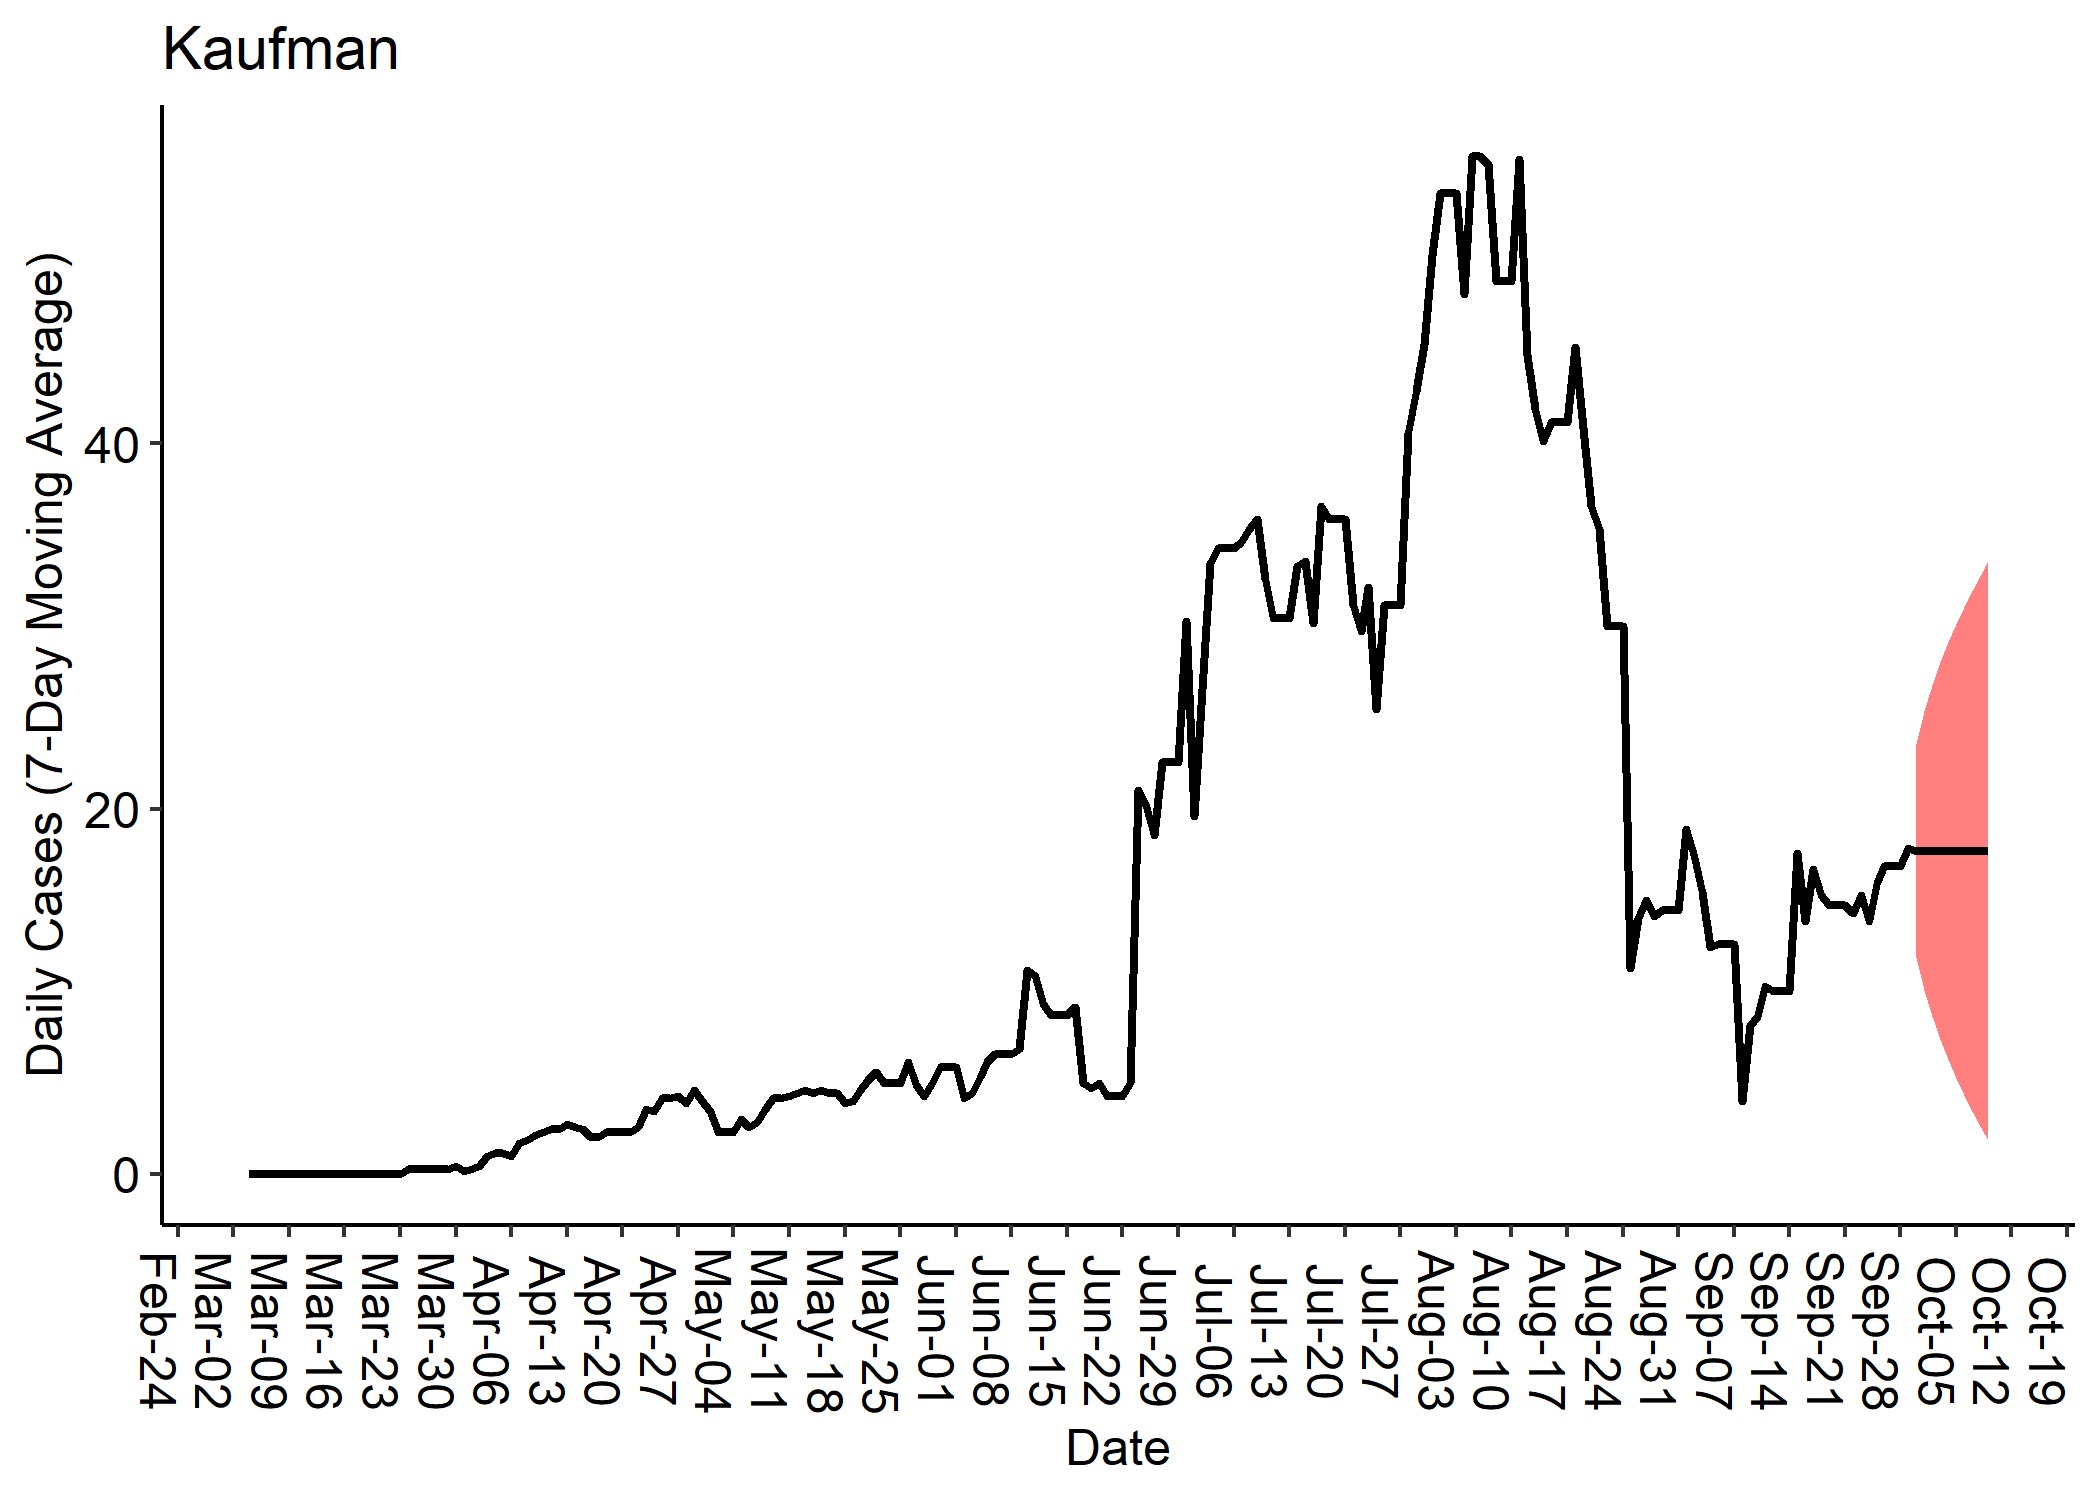 Kaufman
Daily Cases (7-Day Moving Average)
40
20
0
Feb-24
Mar-02
Mar-09
Mar-16
Mar-23
Mar-30
Apr-06
Apr-13
Apr-20
Apr-27
May-04
May-11
May-18
May-25
Jun-01
Jun-08
Jun-15
Jun-22
Jun-29
Jul-06
Jul-13
Jul-20
Jul-27
Aug-03
Aug-10
Aug-17
Aug-24
Aug-31
Sep-07
Sep-14
Sep-21
Sep-28
Oct-05
Oct-12
Oct-19
Date